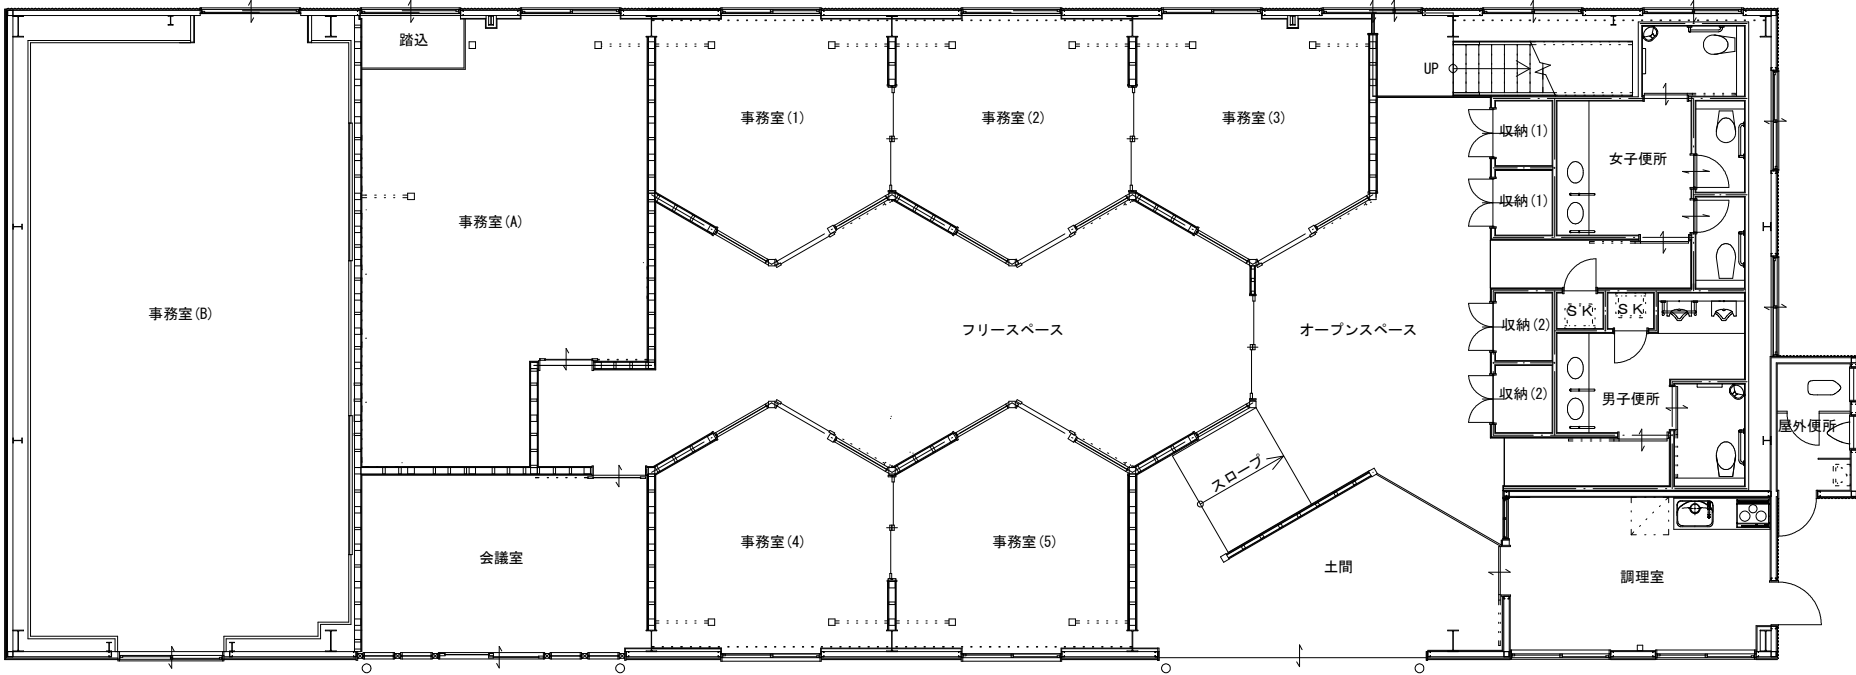 踏込
UP
事務室(1)
事務室(2)
事務室(3)
収納(1)
女子便所
収納(1)
事務室(A)
事務室(B)
フリースペース
オープンスペース
SK
SK
収納(2)
収納(2)
男子便所
屋外便所
スロープ
会議室
事務室(4)
事務室(5)
土間
調理室